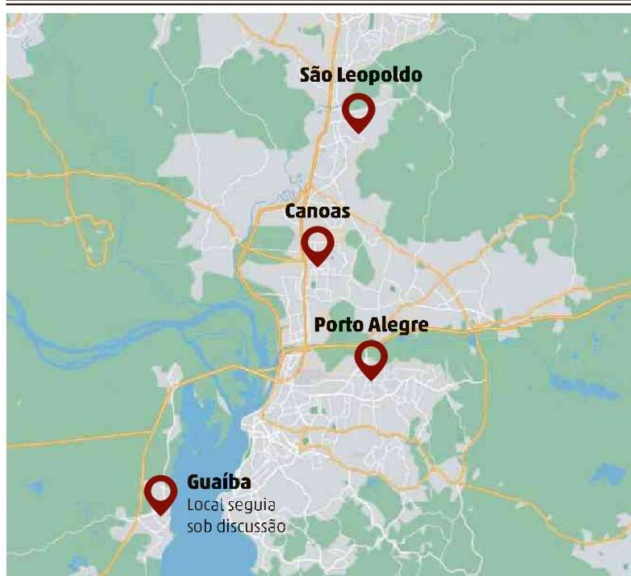 São Leopoldo
Canoas
Porto Alegre
Guaíba
Local seguia
sob discussão